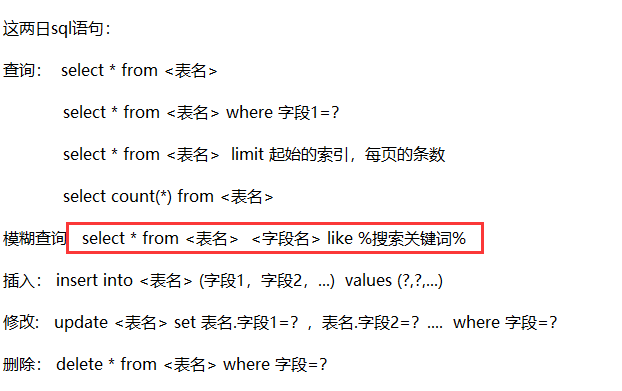 这两日sql语句：
查询： select * from <表名>
select * from <表名> where 字段1=？
select * from <表名> limit 起始的索引，每页的条数
select count(*) from <表名>
模糊查询 select * from <表名> <字段名> like %搜索关键词%
插入： insert into <表名> (字段1，字段2，...) values (?,?,...)
修改: update <表名> set 表名.字段1=？，表名.字段2=？.... where 字段=？
删除： delete * from <表名> where 字段=？